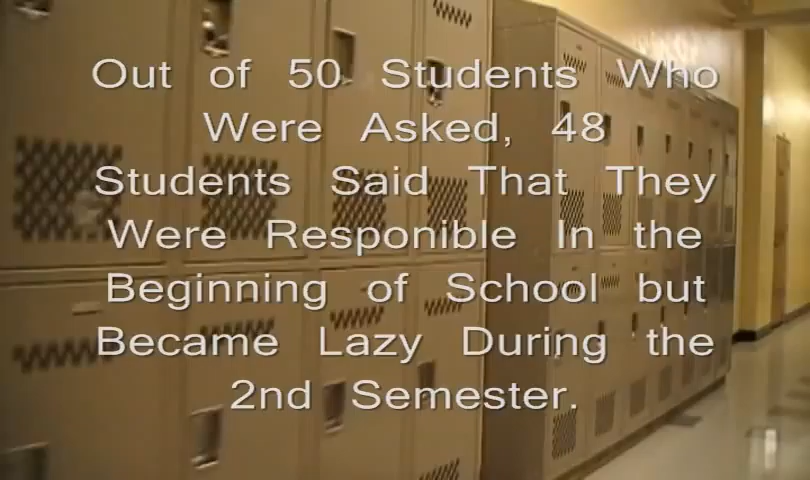 Out of 50 Students Who
Were Asked, 48
Students Said That They
Were Responible In the
Beginning of School but
Became Lazy During the
2nd Semester.